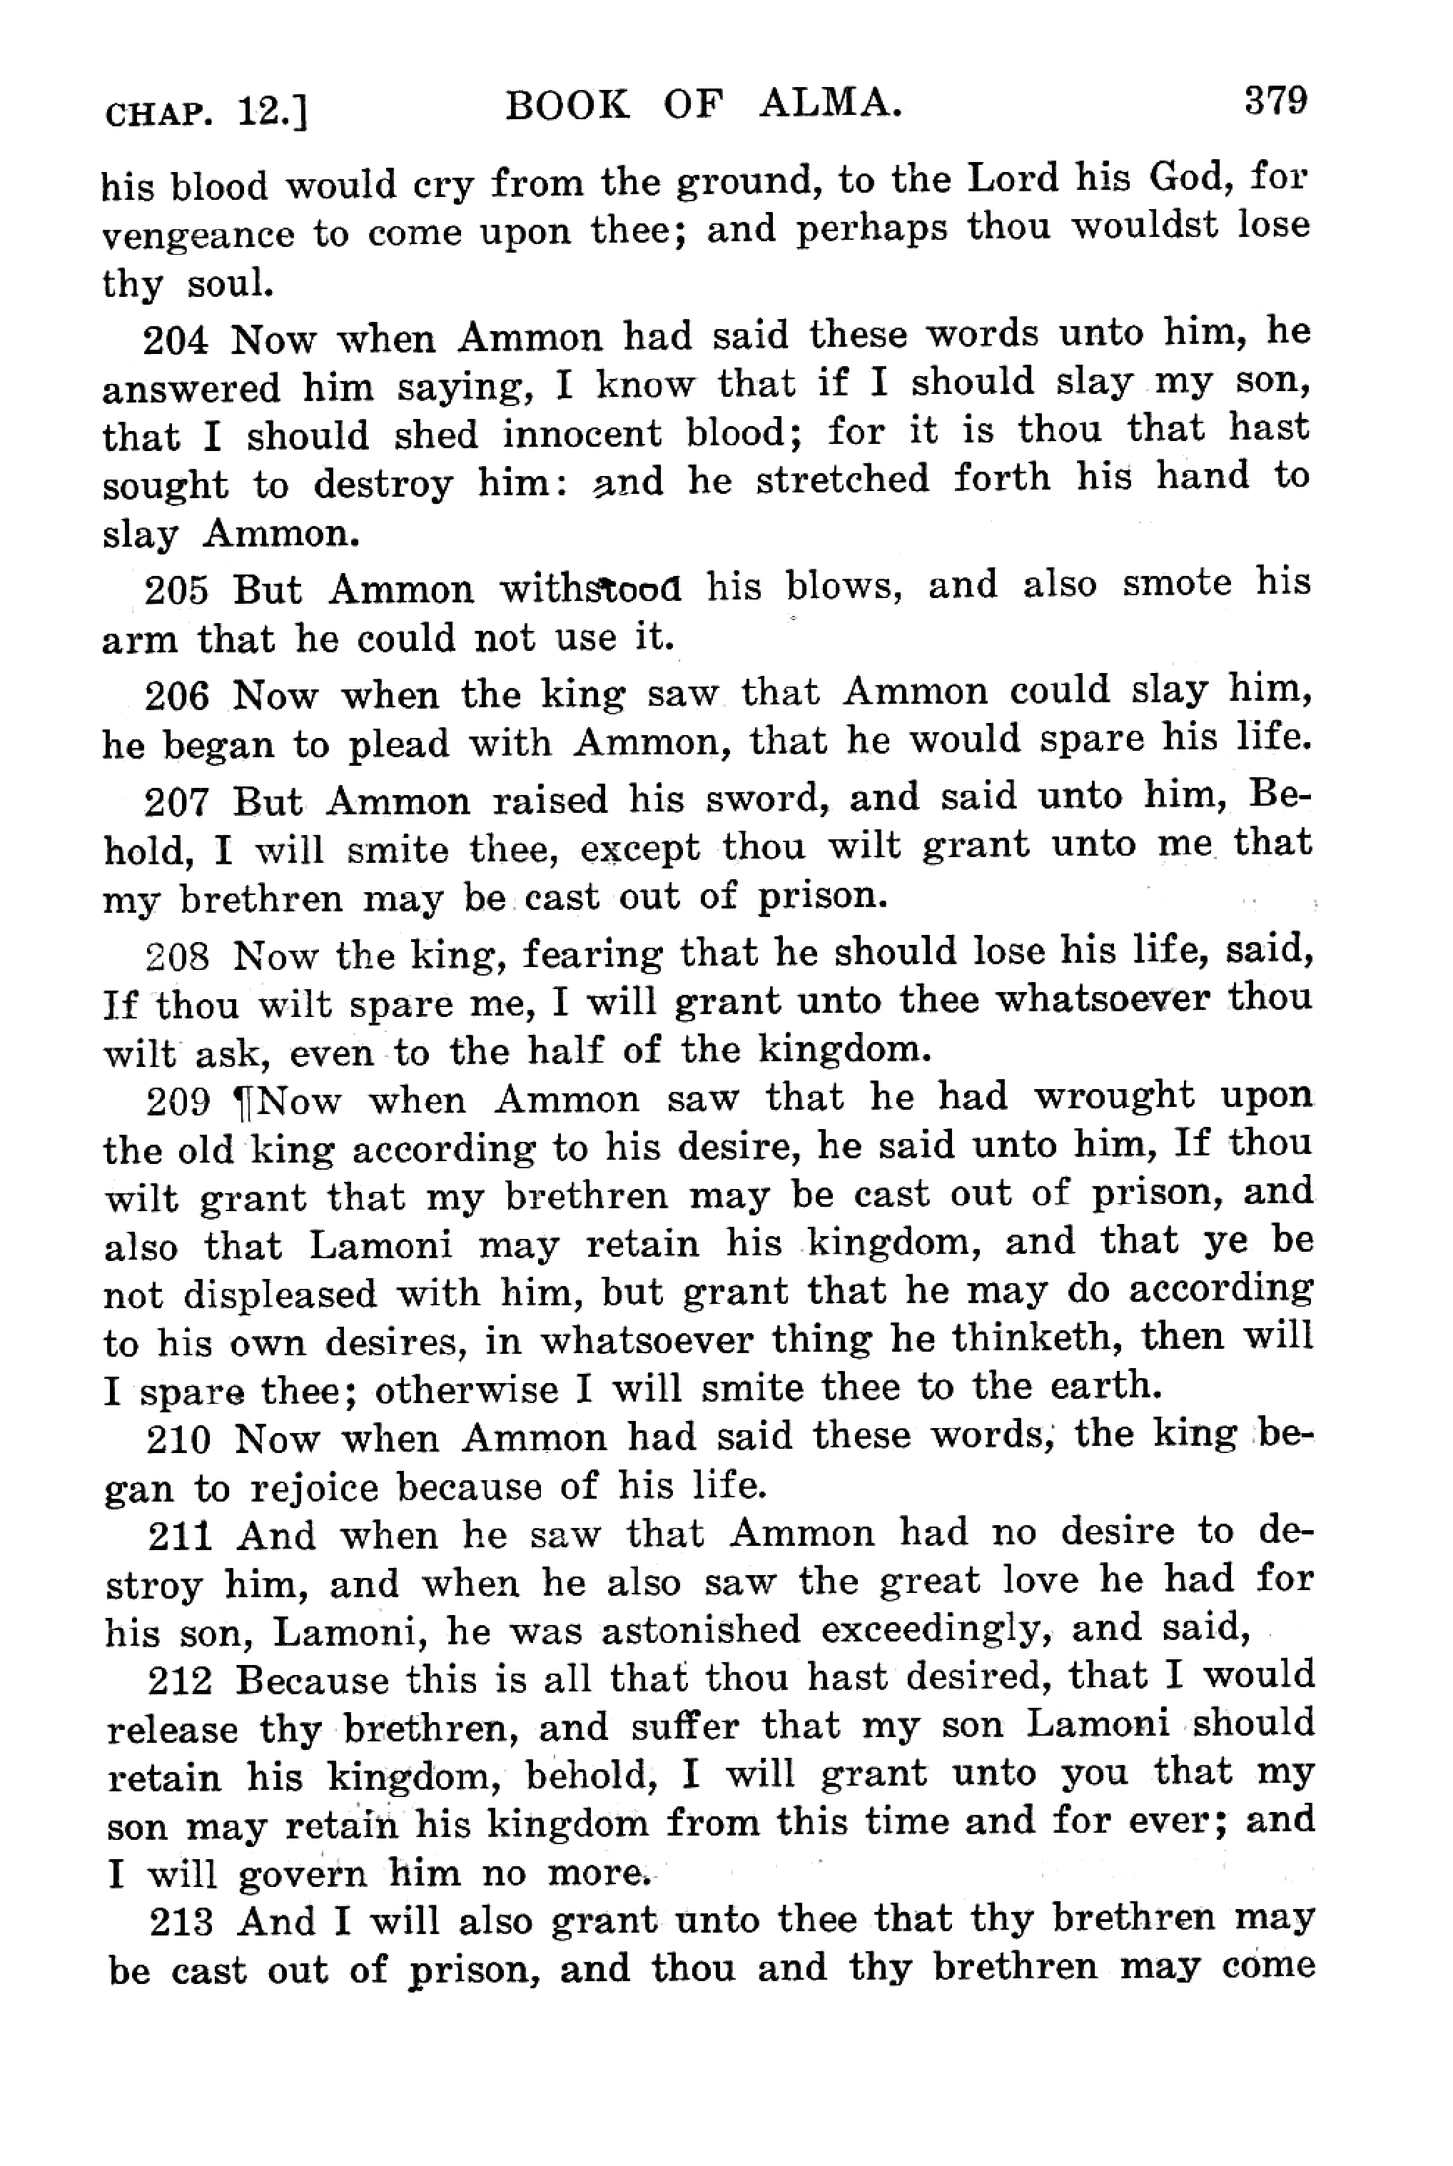 CHAP. 12.] BOOK OF ALMA. 379
his blood would cry from the ground, to the Lord his God, for
vengeance to come upon thee; and perhaps thou wouldst lose
thy soul.
204 Now when Ammon had said these words unto him, he
answered him saying, I know that if I should slay my son,
that I should shed innocent blood; for it is thou that hast
sought to destroy him: and he stretched forth his hand to
slay Ammon.
205 But Ammon withstood his blows, and also smote his
arm that he could not use it.
206 Now when the king saw that Ammon could slay him,
he began to plead with Ammon, that he would spare his life.
207 But Ammon raised his sword, and said unto him, Be-
hold, I will smite thee, except thou wilt grant unto me that
my brethren may be cast out of prison.
208 Now the king, fearing that he should lose his life, said,
If thou wilt spare me, I will grant unto thee whatsoever thou
wilt ask, even to the half of the kingdom.
209 ¶Now when Ammon saw that he had wrought upon
the old king according to his desire, he said unto him, If thou
wilt grant that my brethren may be cast out of prison, and
also that Lamoni may retain his kingdom, and that ye be
not displeased with him, but grant that he may do according
to his own desires, in whatsoever thing he thinketh, then will
I spare thee; otherwise I will smite thee to the earth.
210 Now when Ammon had said these words, the king be-
gan to rejoice because of his life.
211 And when he saw that Ammon had no desire to de-
stroy him, and when he also saw the great love he had for
his son, Lamoni, he was astonished exceedingly, and said,
212 Because this is all that thou hast desired, that I would
release thy brethren, and suffer that my son Lamoni should
retain his kingdom, behold, I will grant unto you that my
son may retain his kingdom from this time and for ever; and
I will govern him no more.
213 And I will also grant unto thee that thy brethren may
be cast out of prison, and thou and thy brethren may come